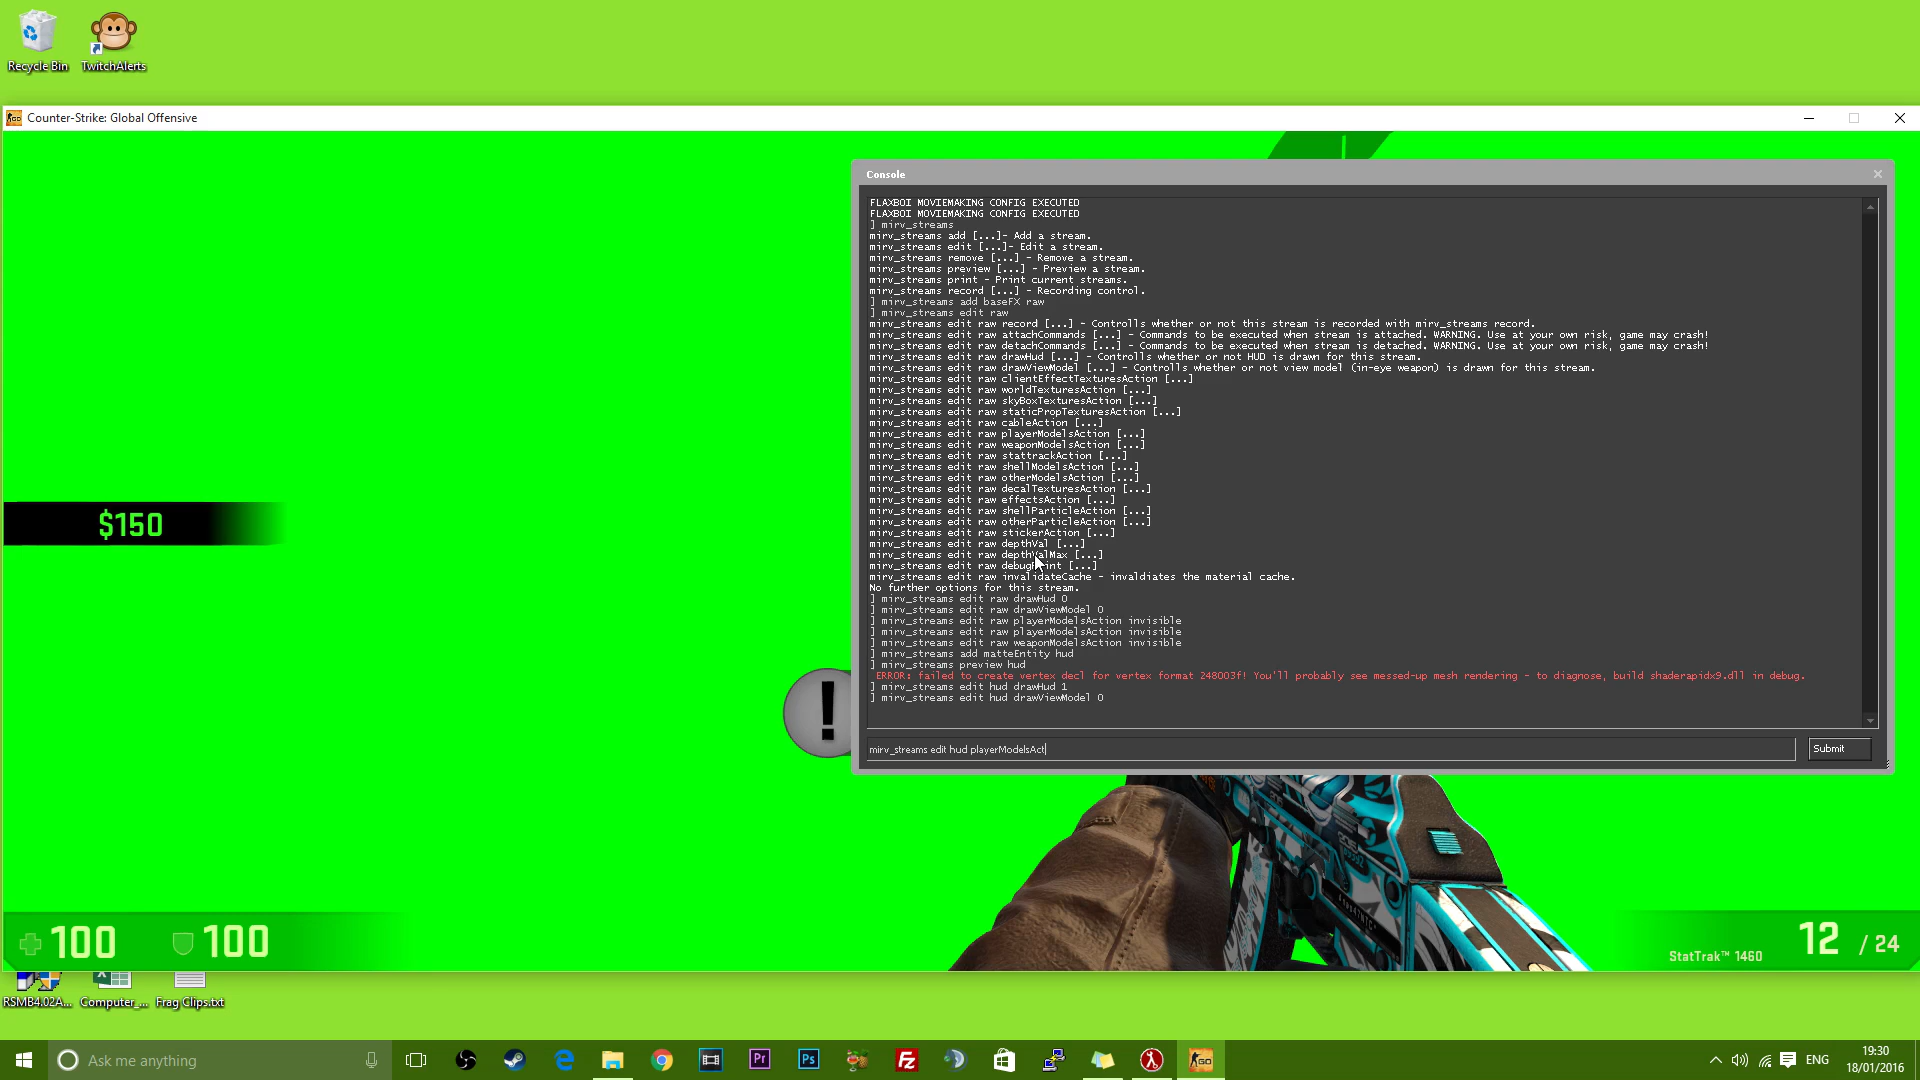 Recycle Bin
TwitchAlerts
Counter-Strike: Global Offensive
Console
FLAXBOI MOVIEMAKING CONFIG EXECUTED
FLAXBOI MOVIEMAKING CONFIG EXECUTED
] mirv_streams
mirv_streams add [...]- Add a stream.
mirv_streams edit [...]- Edit a stream.
mirv_streams remove [...] - Remove a stream.
mirv_streams preview [...] - Preview a stream.
mirv_streams print - Print current streams.
mirv_streams record [...] - Recording control.
] mirv_streams add baseFX raw
] mirv_streams edit raw
mirv_streams edit raw record [...] - Controlls whether or not this stream is recorded with mirv_streams record.
mirv_streams edit raw attachCommands [...] - Commands to be executed when stream is attached. WARNING. Use at your own risk, game may crash!
mirv_streams edit raw detachCommands [...] - Commands to be executed when stream is detached. WARNING. Use at your own risk, game may crash!
mirv_streams edit raw drawHud [...] - Controlls whether or not HUD is drawn for this stream.
mirv_streams edit raw drawViewModel [...] - Controlls whether or not view model (in-eye weapon) is drawn for this stream.
mirv_streams edit raw clientEffectTexturesAction [...]
mirv_streams edit raw worldTexturesAction [...]
mirv_streams edit raw skyBoxTexturesAction [...]
mirv_streams edit raw staticPropTexturesAction [...]
mirv_streams edit raw cableAction [...]
mirv_streams edit raw playerModelsAction [...]
mirv_streams edit raw weaponModelsAction [...]
mirv_streams edit raw stattrackAction [...]
mirv_streams edit raw shellModelsAction [...]
mirv_streams edit raw otherModelsAction [...]
mirv_streams edit raw decalTexturesAction [...]
mirv_streams edit raw effectsAction [...]
mirv_streams edit raw shellParticleAction [...]
mirv_streams edit raw otherParticleAction [...]
mirv_streams edit raw stickerAction [...]
mirv_streams edit raw depthVal [...]
mirv_streams edit raw depthValMax [...]
mirv_streams edit raw debugPrint [...]
mirv_streams edit raw invalidateCache - invaldiates the material cache.
No further options for this stream.
] mirv_streams edit raw drawHud 0
] mirv_streams edit raw drawViewModel 0
] mirv_streams edit raw playerModelsAction invisible
] mirv_streams edit raw playerModelsAction invisible
] mirv_streams edit raw weaponModelsAction invisible
] mirv_streams add matteEntity hud
] mirv_streams preview hud
ERROR: failed to create vertex decl for vertex format 248003f! You'll probably see messed-up mesh rendering - to diagnose, build shaderapidx9.dll in debug.
] mirv_streams edit hud drawHud 1
] mirv_streams edit hud drawViewModel 0
mirv_streams edit hud playerModelsAct
Submit
$150
!
100
100
StatTrak™ 1460
12 / 24
RSMB4.02A...
Computer_...
Frag Clips.txt
Ask me anything
ENG
19:30
18/01/2016